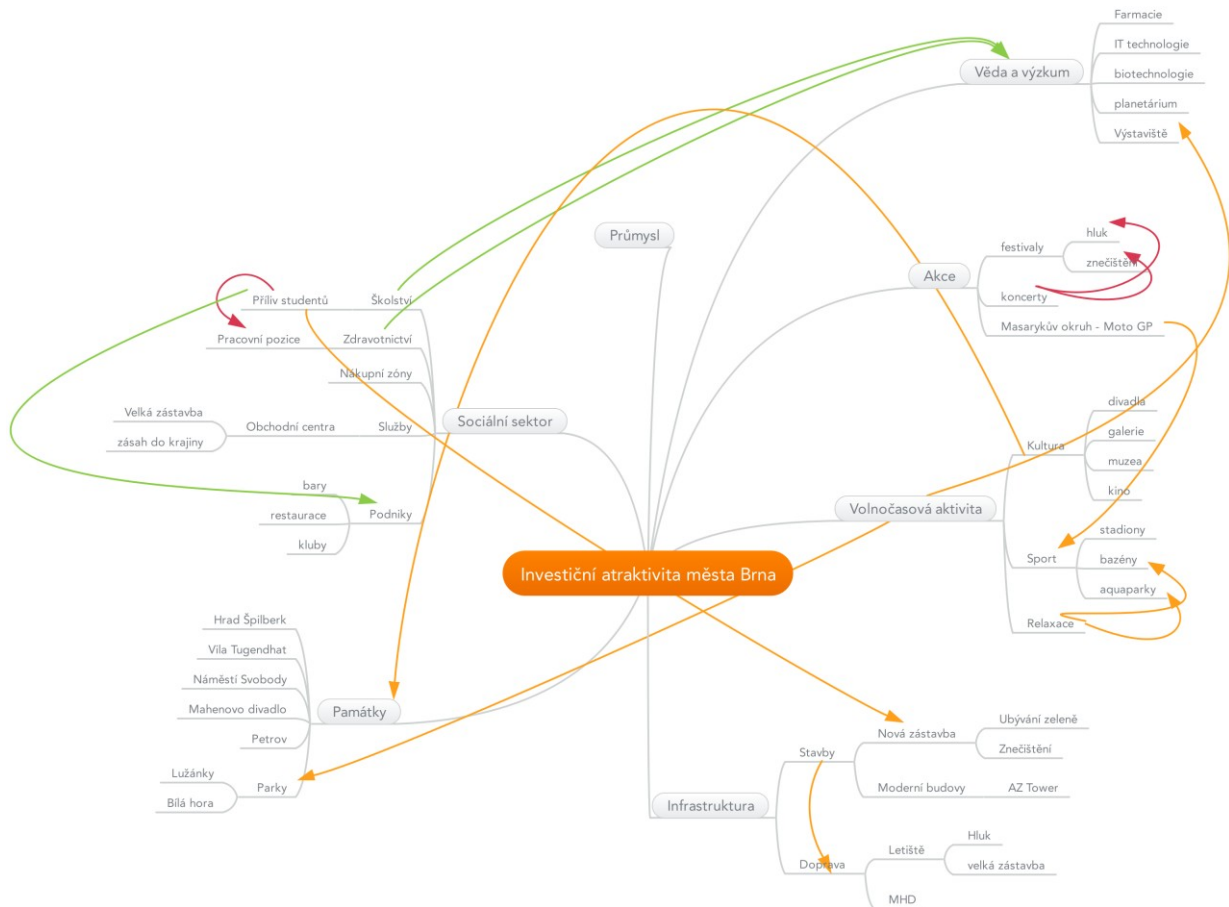 Investiční atraktivita města Brna
Věda a výzkum
Farmacie
IT technologie
biotechnologie
planetárium
Výstaviště
Průmysl
Akce
festivaly
hluk
znečištění
koncerty
Masarykův okruh - Moto GP
Volnočasová aktivita
Kultura
divadla
galerie
muzea
kino
Sport
stadiony
bazény
aquaparky
Relaxace
Infrastruktura
Stavby
Nová zástavba
Ubývání zeleně
Znečištění
Moderní budovy
AZ Tower
Doprava
Letiště
Hluk
velká zástavba
MHD
Sociální sektor
Školství
Příliv studentů
Zdravotnictví
Pracovní pozice
Nákupní zóny
Služby
Obchodní centra
Velká zástavba
zásah do krajiny
Podniky
bary
restaurace
kluby
Památky
Hrad Špilberk
Vila Tugendhat
Náměstí Svobody
Mahenovo divadlo
Petrov
Parky
Lužánky
Bílá hora